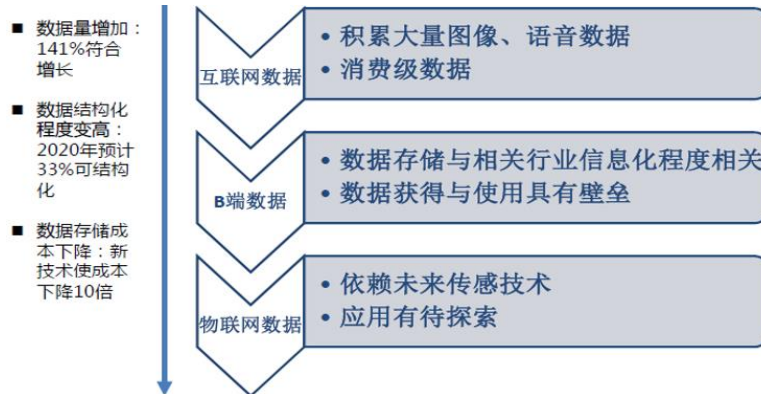 ■ 数据量增加：
141%符合
增长
■ 数据结构化
程度变高：
2020年预计
33%可结构
化
■ 数据存储成
本下降：新
技术使成本
下降10倍
互联网数据
• 积累大量图像、语音数据
• 消费级数据
B端数据
• 数据存储与相关行业信息化程度相关
• 数据获得与使用具有壁垒
物联网数据
• 依赖未来传感技术
• 应用有待探索